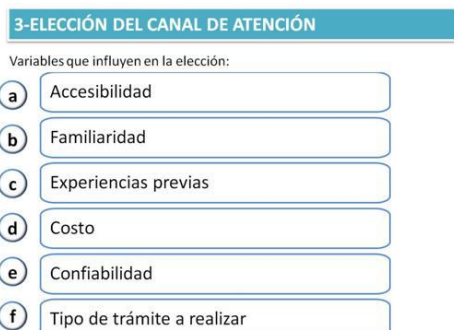 3-ELECCIÓN DEL CANAL DE ATENCIÓN
Variables que influyen en la elección:
a Accesibilidad
b Familiaridad
c Experiencias previas
d Costo
e Confiabilidad
f Tipo de trámite a realizar